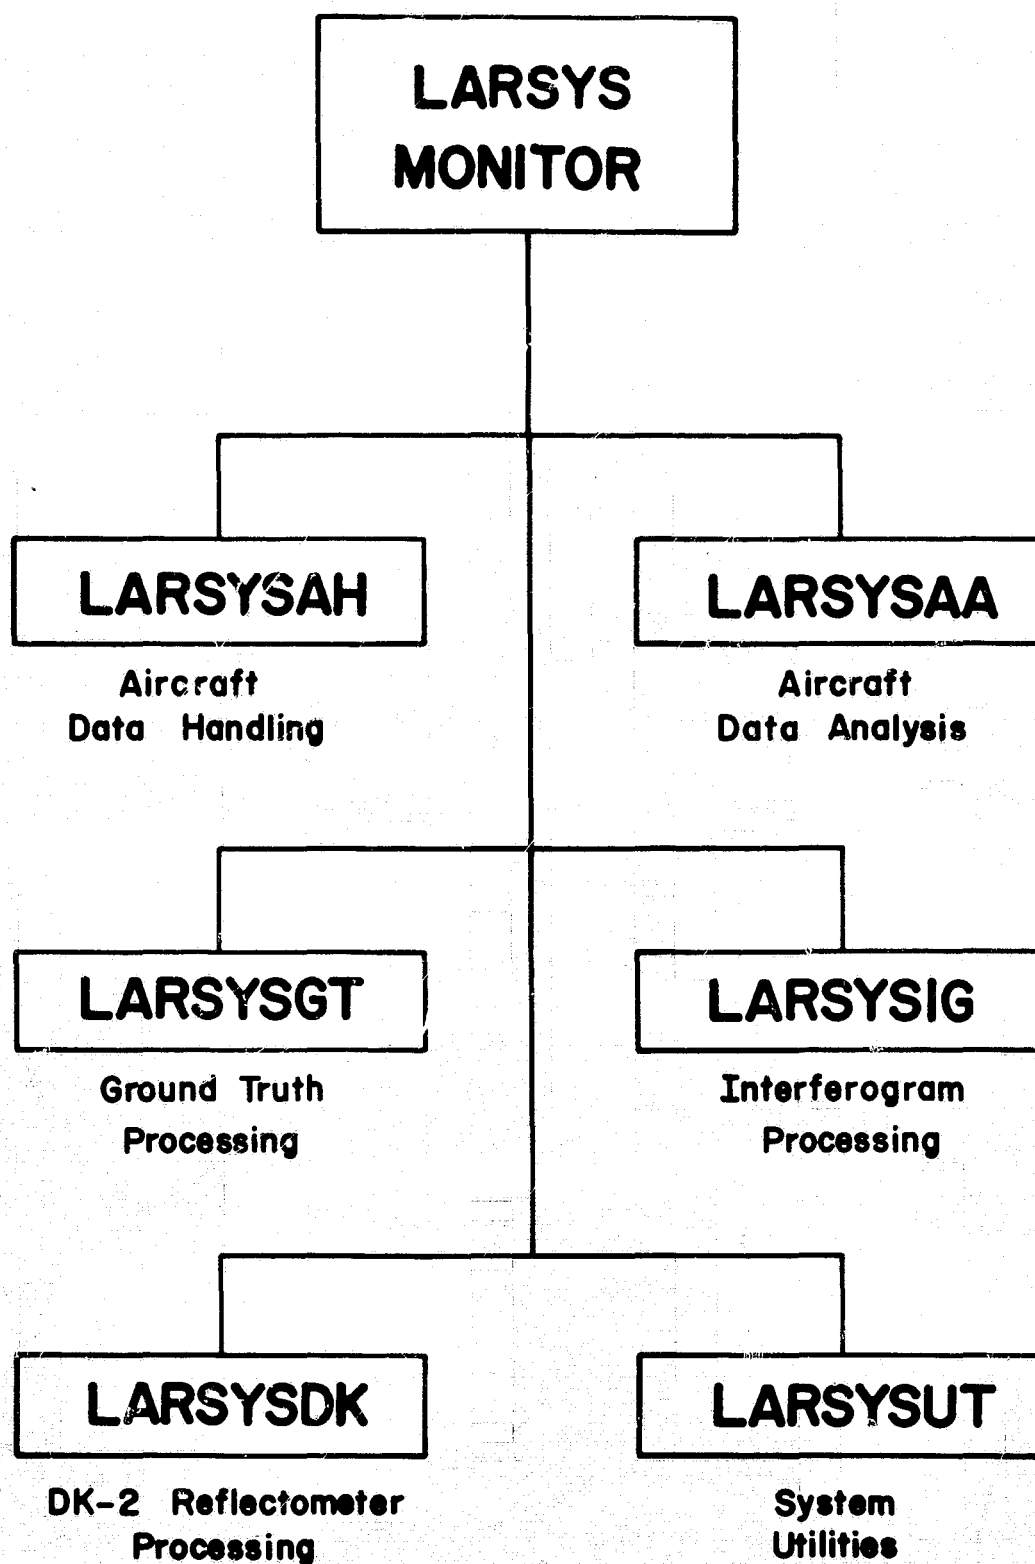 LARSYS
MONITOR
LARSYSAH
Aircraft
Data Handling
LARSYSAA
Aircraft
Data Analysis
LARSYSGT
Ground Truth
Processing
LARSYSIG
Interferogram
Processing
LARSYSDK
DK-2 Reflectometer
Processing
LARSYSUT
System
Utilities